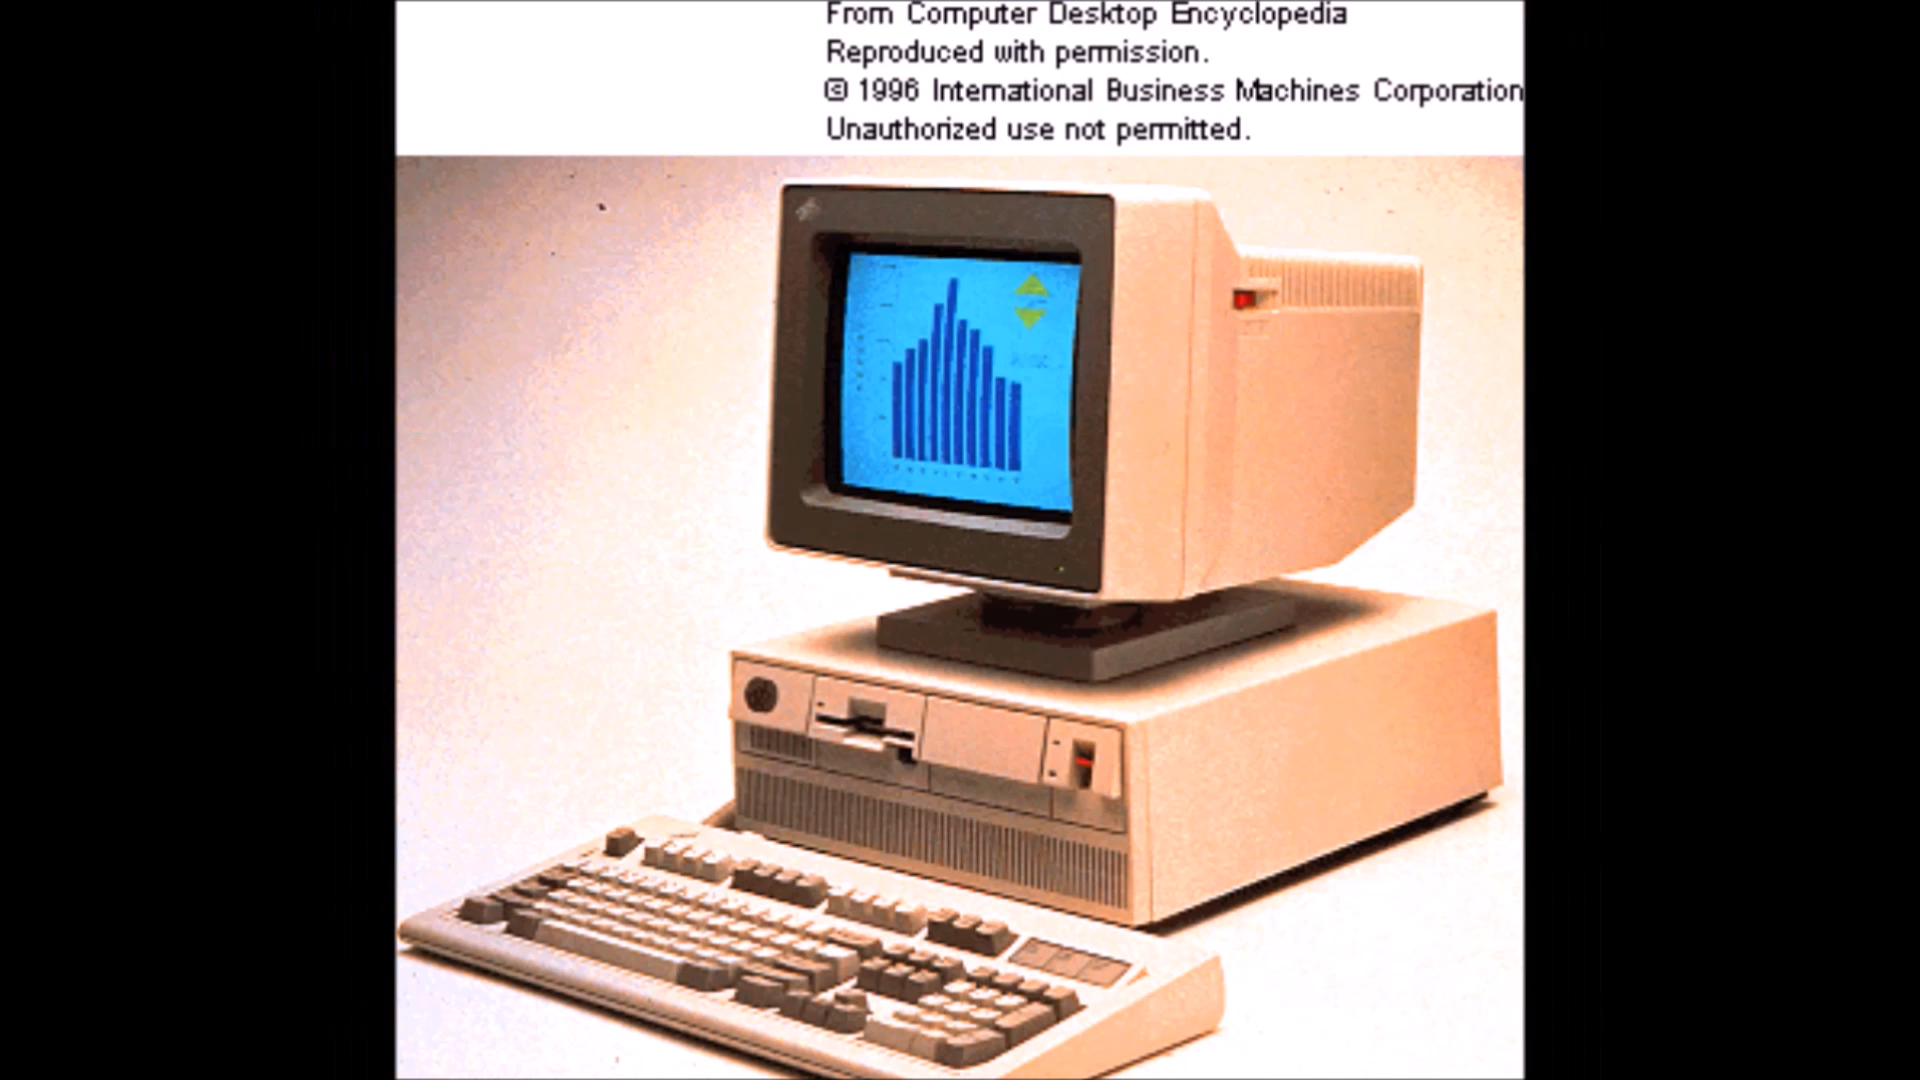 From Computer Desktop Encyclopedia
Reproduced with permission.
© 1996 International Business Machines Corporation
Unauthorized use not permitted.